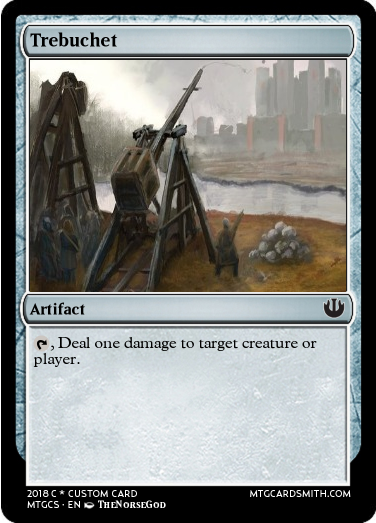 Trebuchet
Artifact
, Deal one damage to target creature or
player.
2018 C * CUSTOM CARD
MTGCARDSMITH.COM
MTGCS · EN TheNorseGod